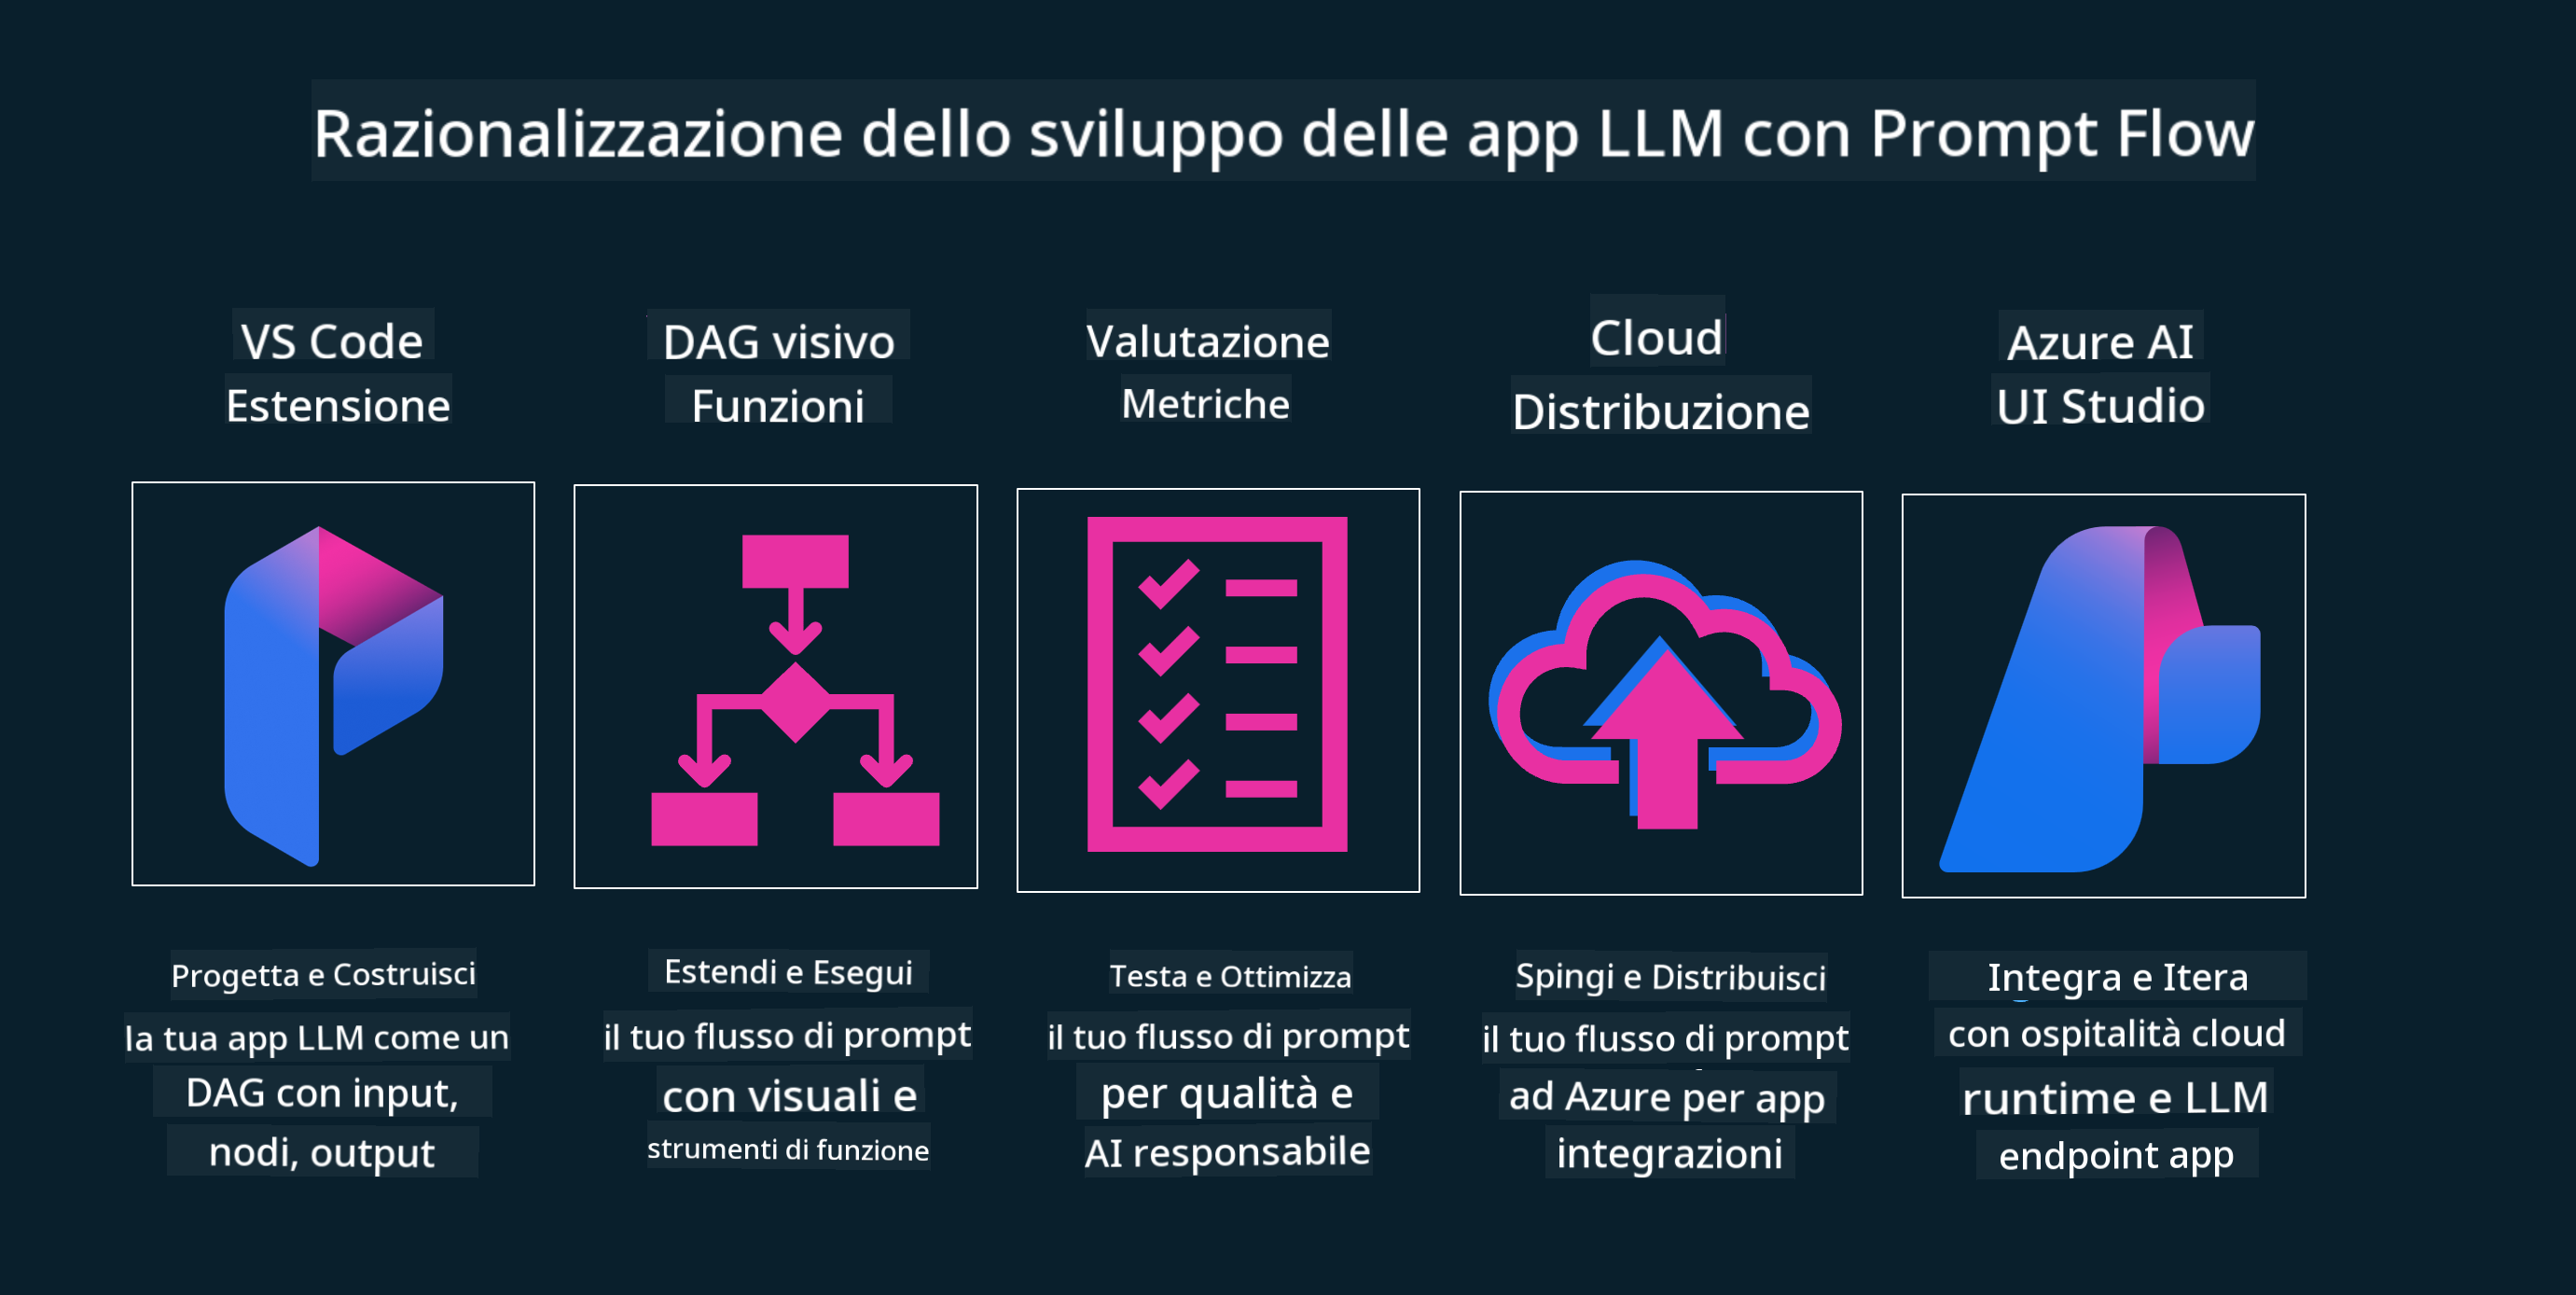 Razionalizzazione dello sviluppo delle app LLM con Prompt Flow
VS Code
Estensione
DAG visivo
Funzioni
Valutazione
Metriche
Cloud
Distribuzione
Azure AI
UI Studio
Progetta e Costruisci
la tua app LLM come un
DAG con input,
nodi, output
Estendi e Esegui
il tuo flusso di prompt
con visuali e
strumenti di funzione
Testa e Ottimizza
il tuo flusso di prompt
per qualità e
AI responsabile
Spingi e Distribuisci
il tuo flusso di prompt
ad Azure per app
integrazioni
Integra e Itera
con ospitalità cloud
runtime e LLM
endpoint app